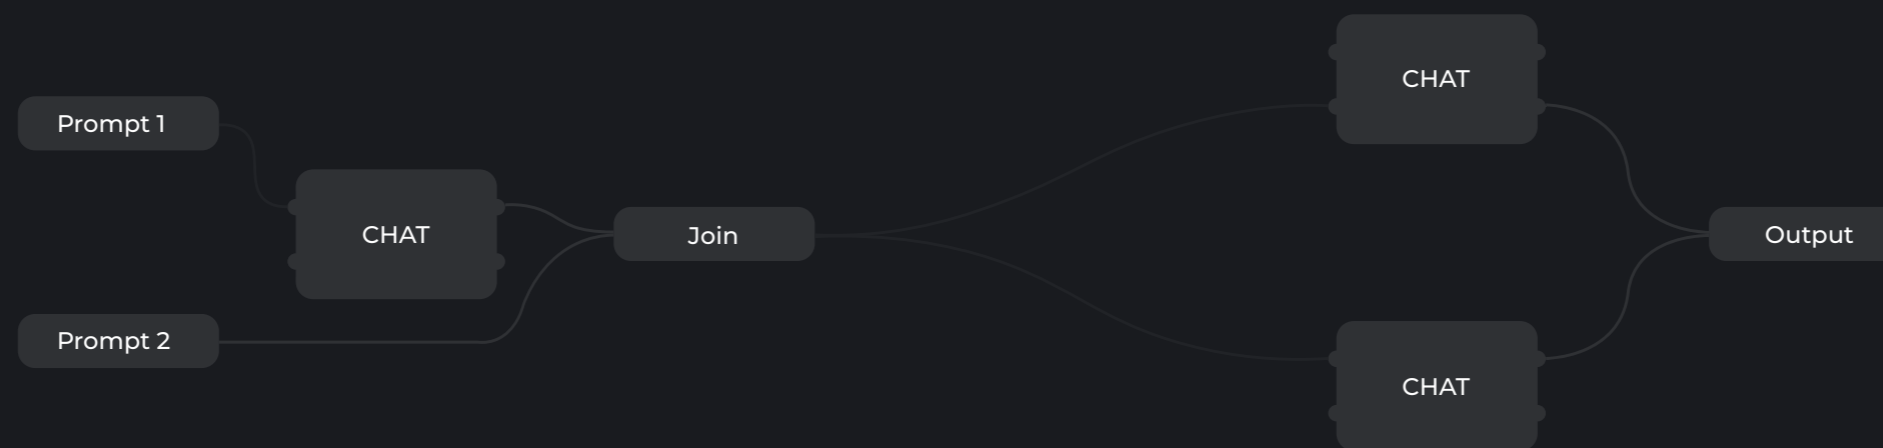 Prompt 1
CHAT
Prompt 2
Join
CHAT
CHAT
Output